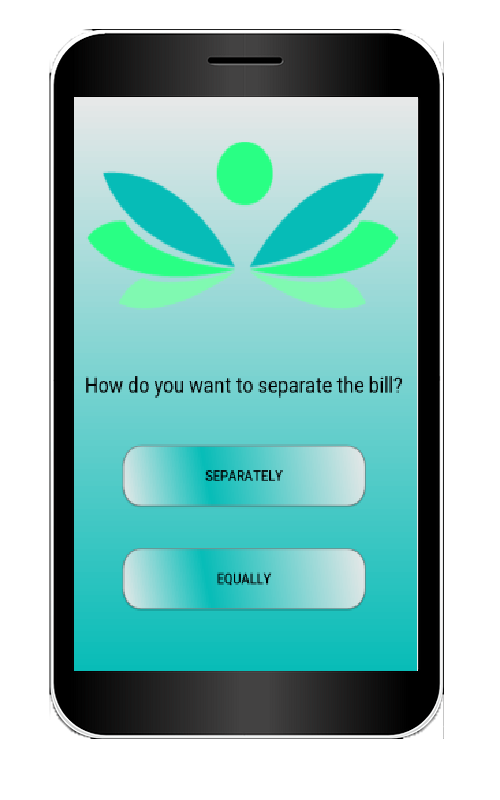 How do you want to separate the bill?
SEPARATELY
EQUALLY